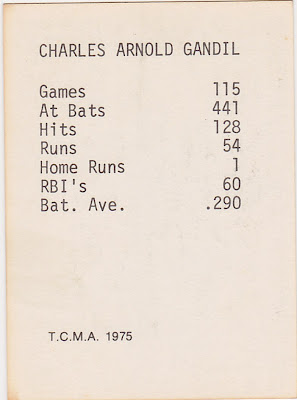 CHARLES ARNOLD GANDIL
Games 115
At Bats 441
Hits 128
Runs 54
Home Runs 1
RBI's 60
Bat. Ave. .290
T.C.M.A. 1975